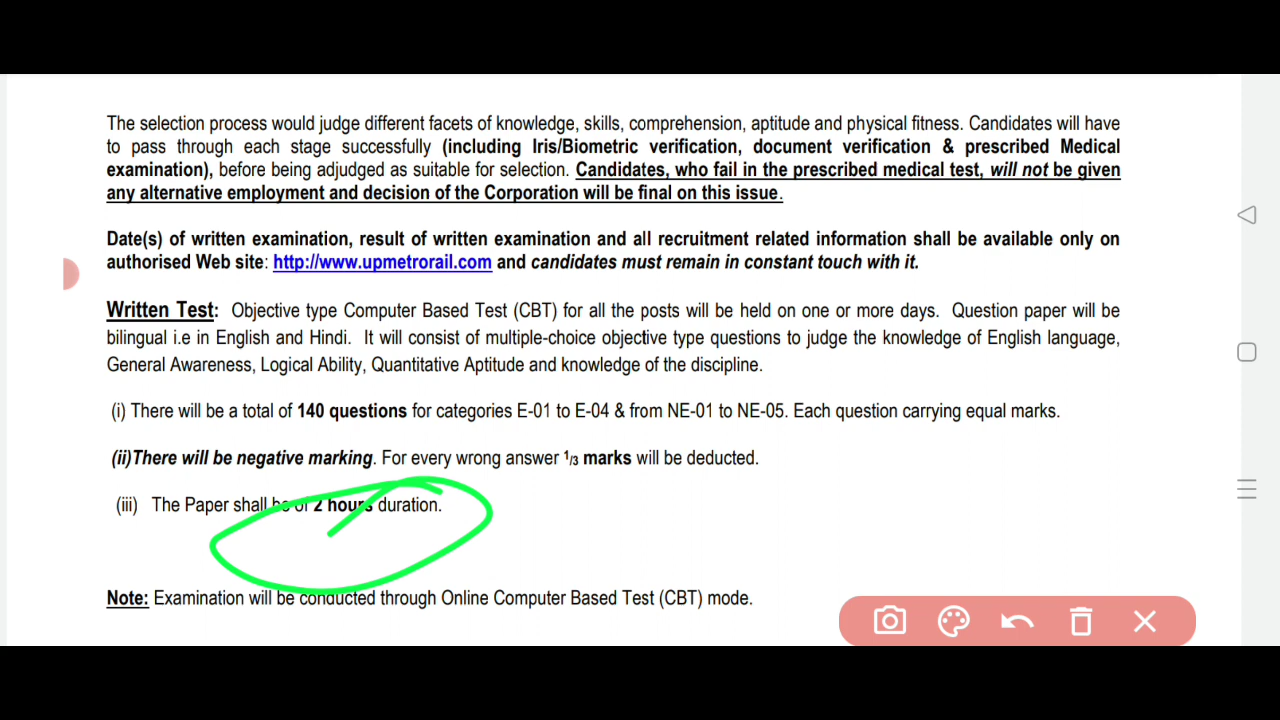 The selection process would judge different facets of knowledge, skills, comprehension, aptitude and physical fitness. Candidates will have
to pass through each stage successfully (including Iris/Biometric verification, document verification & prescribed Medical
examination), before being adjudged as suitable for selection. Candidates, who fail in the prescribed medical test, will not be given
any alternative employment and decision of the Corporation will be final on this issue.
Date(s) of written examination, result of written examination and all recruitment related information shall be available only on
authorised Web site: http://www.upmetrorail.com and candidates must remain in constant touch with it.
Written Test: Objective type Computer Based Test (CBT) for all the posts will be held on one or more days. Question paper will be
bilingual i.e in English and Hindi. It will consist of multiple-choice objective type questions to judge the knowledge of English language,
General Awareness, Logical Ability, Quantitative Aptitude and knowledge of the discipline.
(i) There will be a total of 140 questions for categories E-01 to E-04 & from NE-01 to NE-05. Each question carrying equal marks.
(ii)There will be negative marking. For every wrong answer 1/3 marks will be deducted.
(iii) The Paper shall be of 2 hours duration.
Note: Examination will be conducted through Online Computer Based Test (CBT) mode.